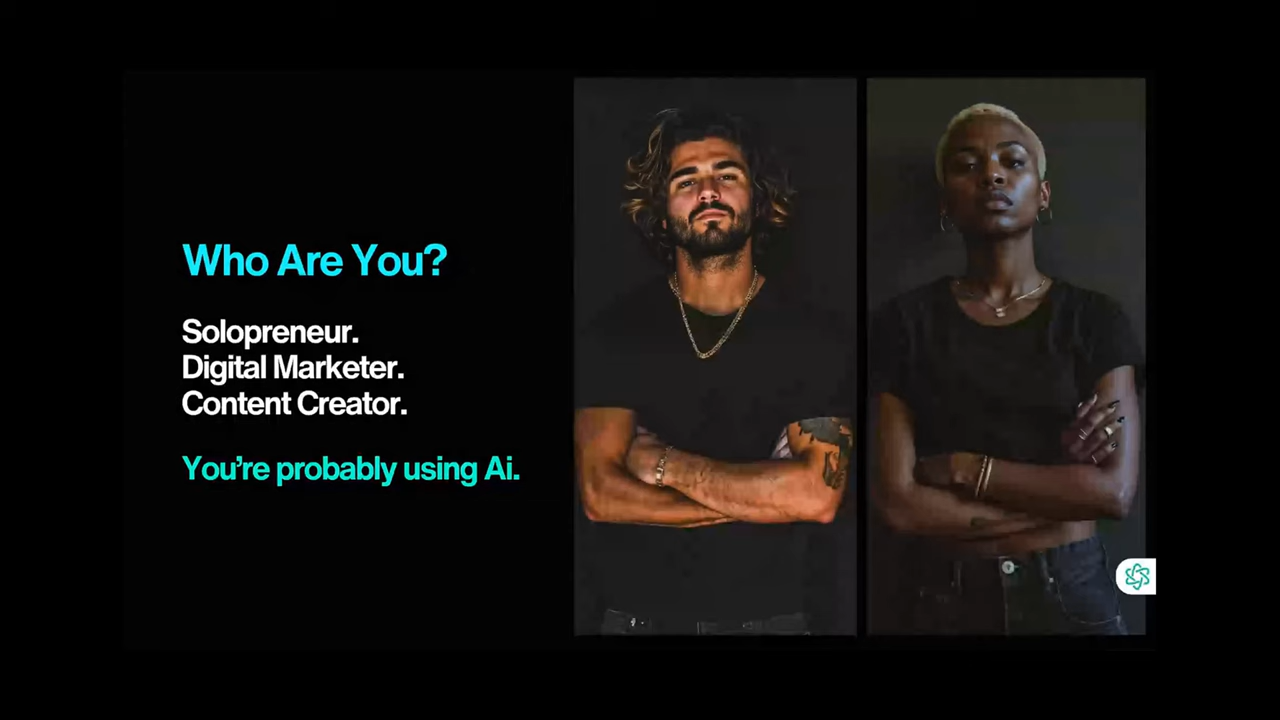 Who Are You?
Solopreneur.
Digital Marketer.
Content Creator.
You're probably using Ai.